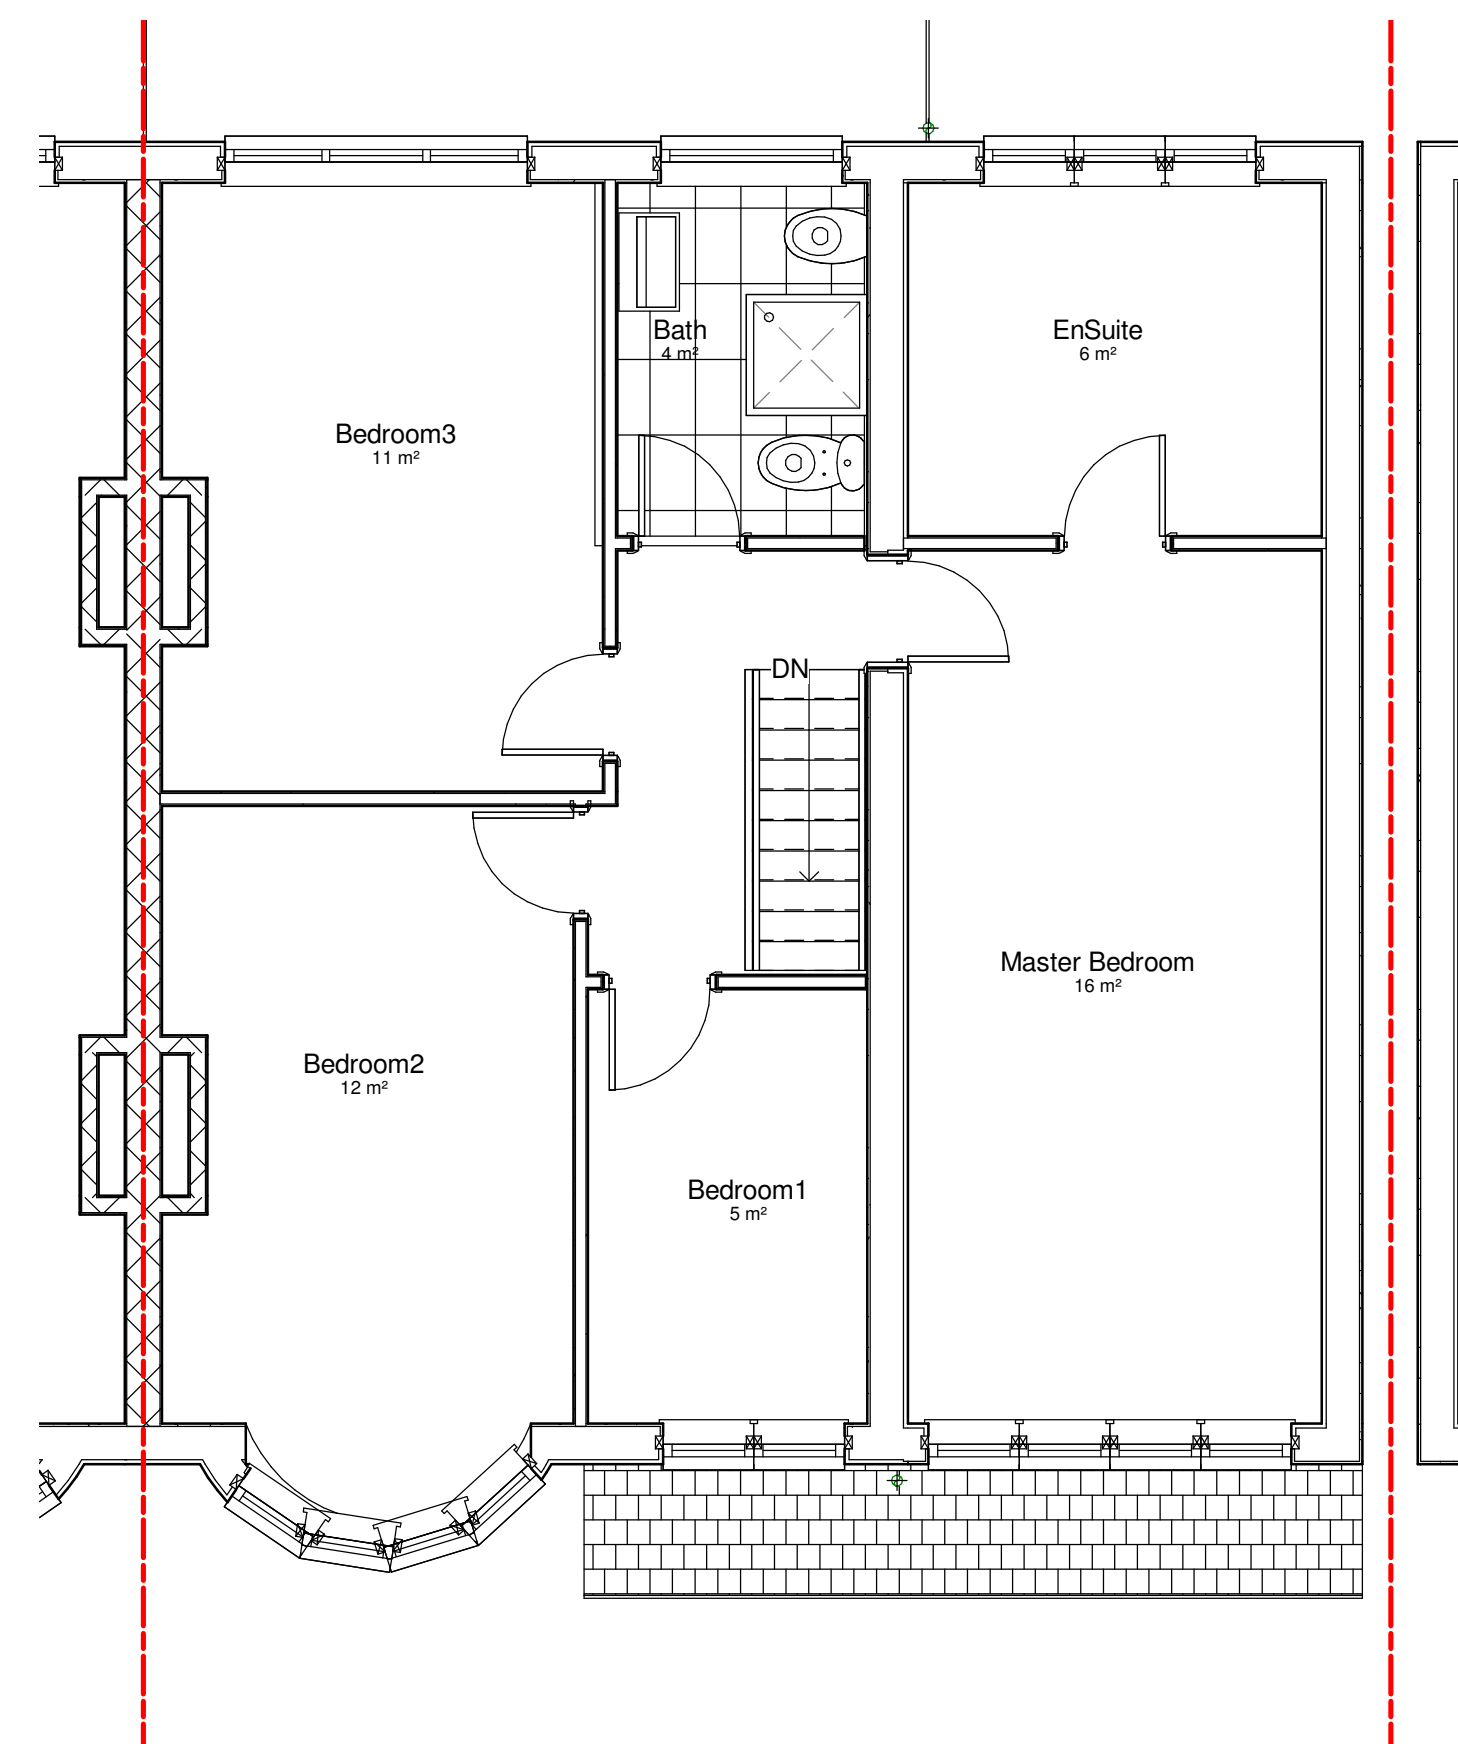 Bath
4 m²
EnSuite
6 m²
Bedroom3
11 m²
DN
Master Bedroom
16 m²
Bedroom2
12 m²
Bedroom1
5 m²